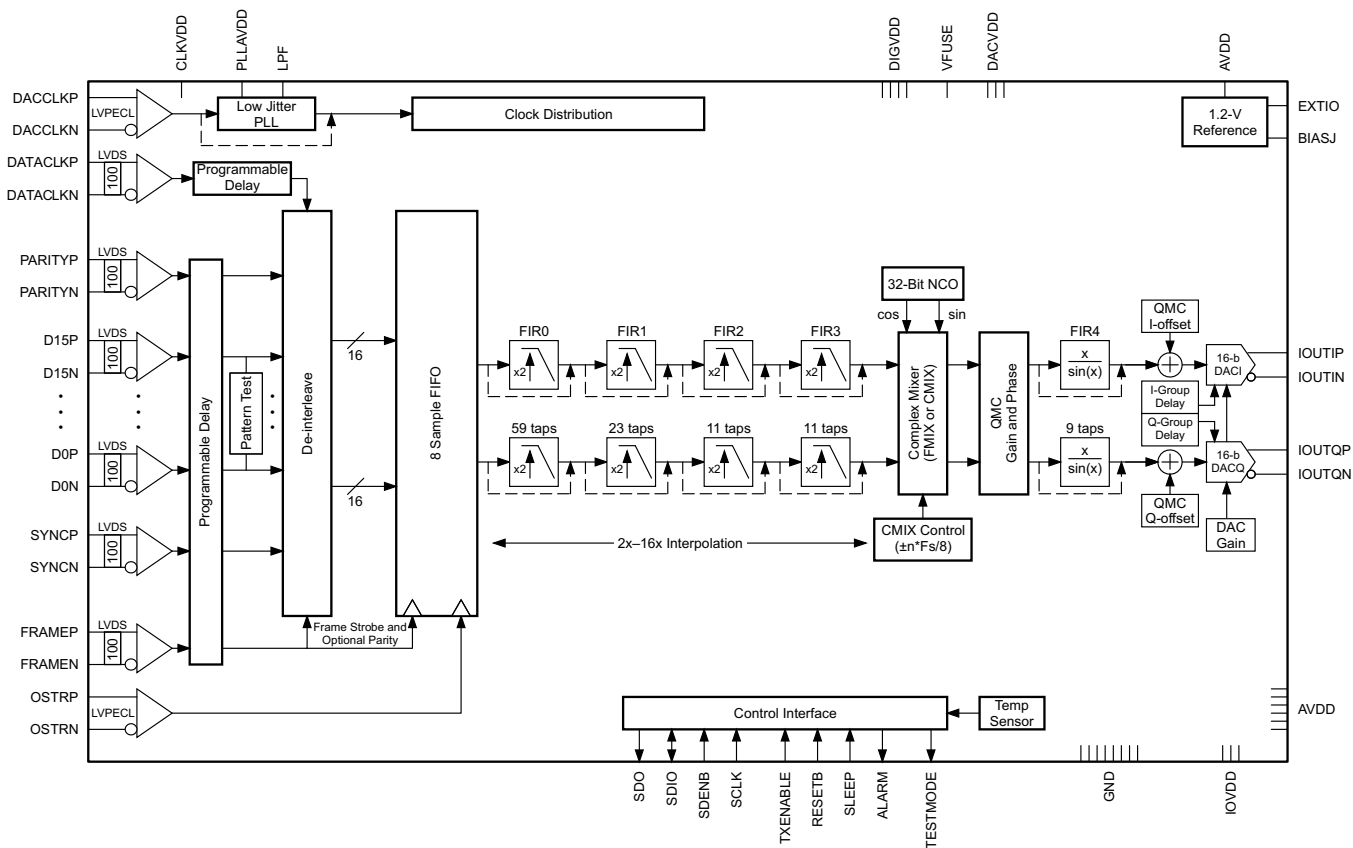 CLKVDD
PLLAVDD
LPF
DIGVDD
VFUSE
DACVDD
AVDD
DACCLKP
DACCLKN
LVPECL
Low Jitter
PLL
Clock Distribution
1.2-V
Reference
EXTIO
BIASJ
DATACLKP
DATACLKN
LVDS
100
Programmable
Delay
PARITYP
PARITYN
LVDS
100
D15P
D15N
LVDS
100
D0P
D0N
LVDS
100
SYNCP
SYNCN
LVDS
100
FRAMEP
FRAMEN
LVDS
100
OSTRP
OSTRN
LVPECL
Programmable Delay
Pattern Test
De-interleave
16
16
8 Sample FIFO
Frame Strobe and
Optional Parity
FIR0
FIR1
FIR2
FIR3
x2
x2
x2
x2
59 taps
23 taps
11 taps
11 taps
x2
x2
x2
x2
2x–16x Interpolation
32-Bit NCO
cos
sin
Complex Mixer
(FMIX or CMIX)
CMIX Control
(±n*Fs/8)
QMC
Gain and Phase
FIR4
x
sin(x)
9 taps
x
sin(x)
QMC
I-offset
QMC
Q-offset
16-b
DACI
I-Group
Delay
Q-Group
Delay
16-b
DACQ
DAC
Gain
IOUTIP
IOUTIN
IOUTQP
IOUTQN
Control Interface
Temp
Sensor
AVDD
SDO
SDIO
SDENB
SCLK
TXENABLE
RESETB
SLEEP
ALARM
TESTMODE
GND
IOVDD